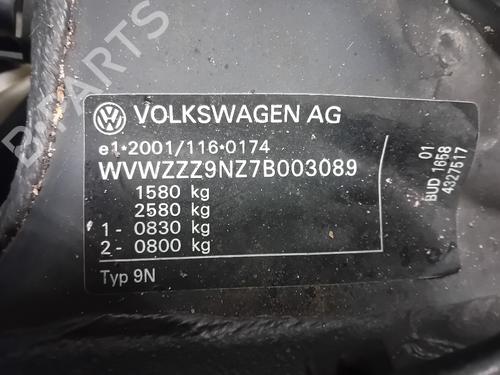 VOLKSWAGEN AG
e1*2001/116*0174
WVWZZZ9NZ7B003089
1580 kg
2580 kg
1- 0830 kg
2- 0800 kg
Typ 9N
01
BUD 1658
4327517
BPARTS